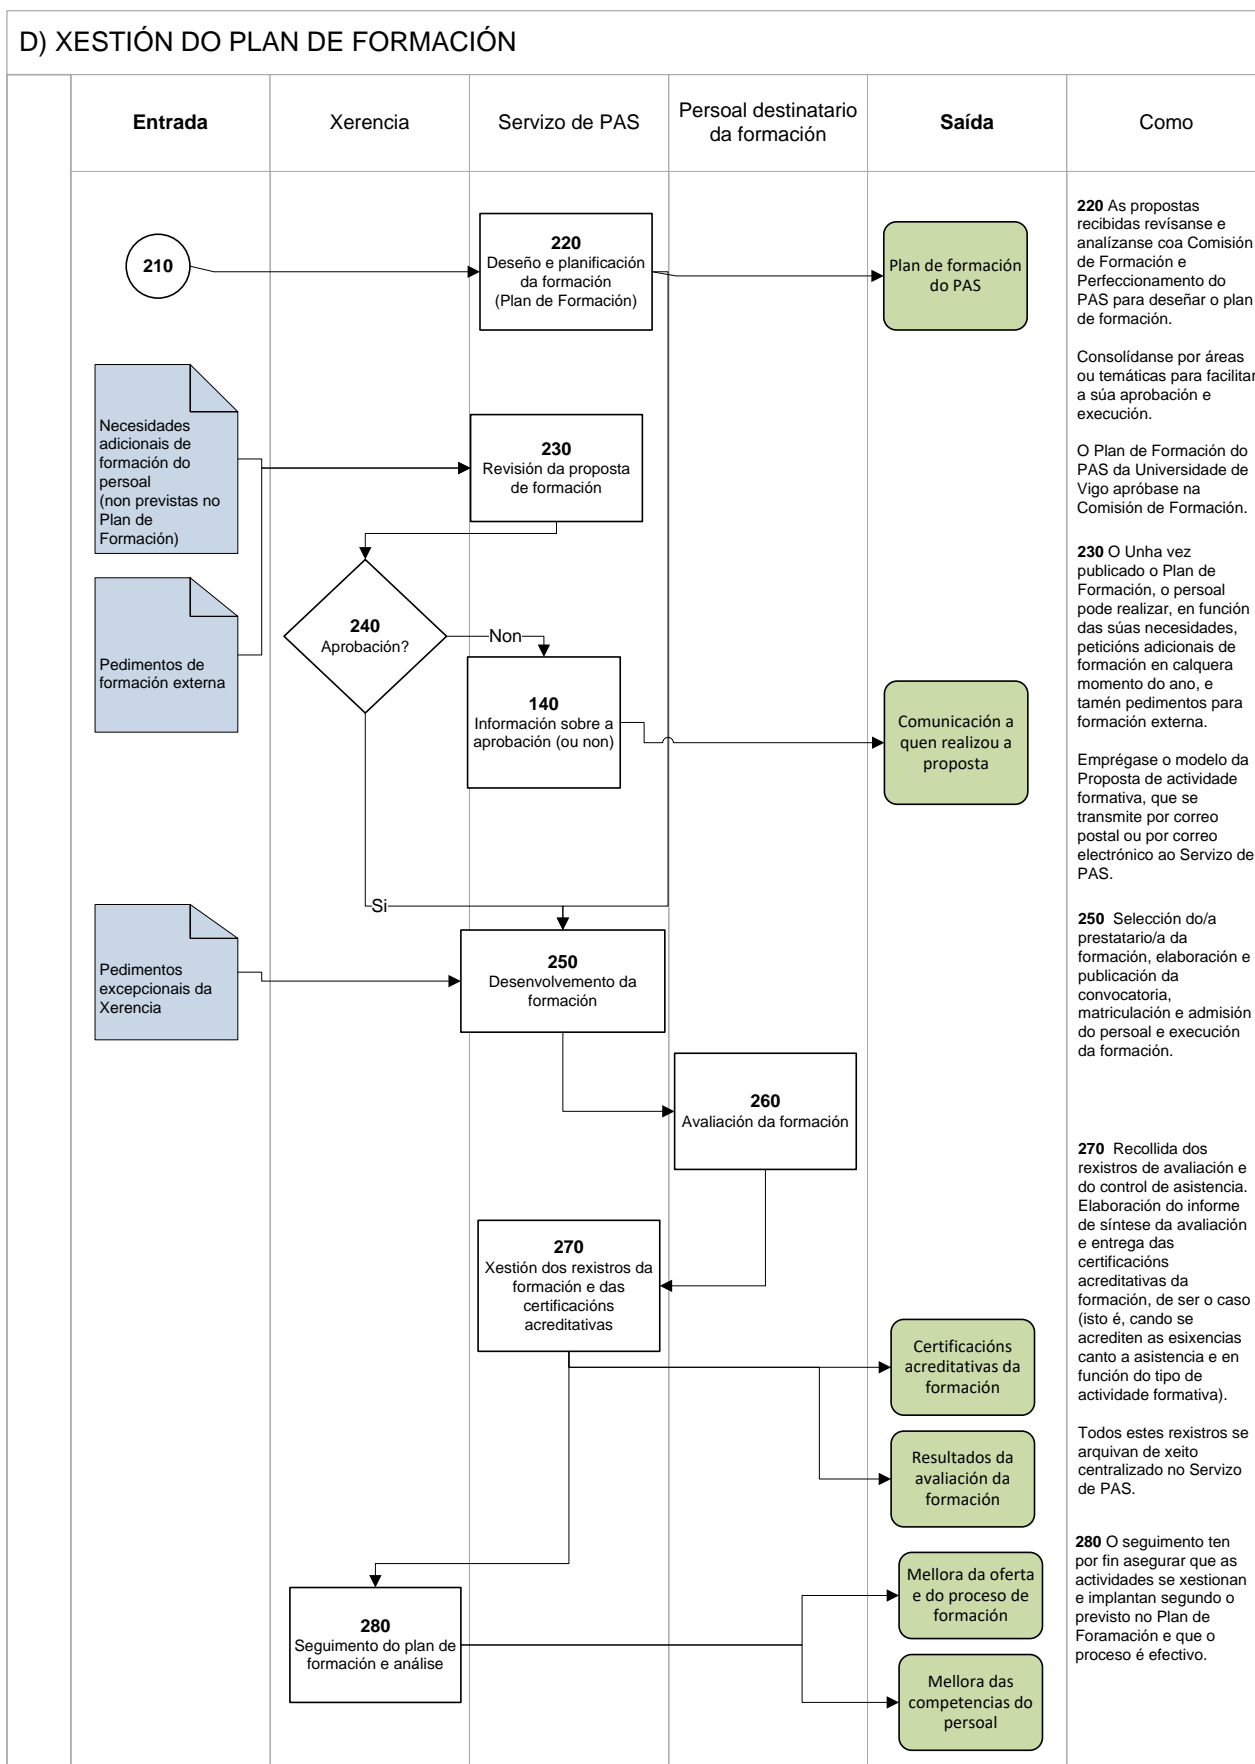 D) XESTIÓN DO PLAN DE FORMACIÓN
Entrada
Xerencia
Servizo de PAS
Persoal destinatario
da formación
Saída
Como
210
220
Deseño e planificación
da formación
(Plan de Formación)
Plan de formación
do PAS
Necesidades
adicionais de
formación do
persoal
(non previstas no
Plan de
Formación)
230
Revisión da proposta
de formación
Pedimentos de
formación externa
240
Aprobación?
Non
140
Información sobre a
aprobación (ou non)
Comunicación a
quen realizou a
proposta
Si
Pedimentos
excepcionais da
Xerencia
250
Desenvolvemento da
formación
260
Avaliación da formación
270
Xestión dos rexistros da
formación e das
certificacións
acreditativas
Certificacións
acreditativas da
formación
Resultados da
avaliación da
formación
280
Seguimento do plan de
formación e análise
Mellora da oferta
e do proceso de
formación
Mellora das
competencias do
persoal
220 As propostas
recibidas revísanse e
analízanse coa Comisión
de Formación e
Perfeccionamento do
PAS para deseñar o plan
de formación.
Consolídanse por áreas
ou temáticas para facilitar
a súa aprobación e
execución.
O Plan de Formación do
PAS da Universidade de
Vigo apróbase na
Comisión de Formación.
230 O Unha vez
publicado o Plan de
Formación, o persoal
pode realizar, en función
das súas necesidades,
peticións adicionais de
formación en calquera
momento do ano, e
tamén pedimentos para
formación externa.
Emprégase o modelo da
Proposta de actividade
formativa, que se
transmite por correo
postal ou por correo
electrónico ao Servizo de
PAS.
250 Selección do/a
prestatario/a da
formación, elaboración e
publicación da
convocatoria,
matriculación e admisión
do persoal e execución
da formación.
270 Recollida dos
rexistros de avaliación e
do control de asistencia.
Elaboración do informe
de síntese da avaliación
e entrega das
certificacións
acreditativas da
formación, de ser o caso
(isto é, cando se
acrediten as esixencias
canto a asistencia e en
función do tipo de
actividade formativa).
Todos estes rexistros se
arquivan de xeito
centralizado no Servizo
de PAS.
280 O seguimento ten
por fin asegurar que as
actividades se xestionan
e implantan segundo o
previsto no Plan de
Foramación e que o
proceso é efectivo.